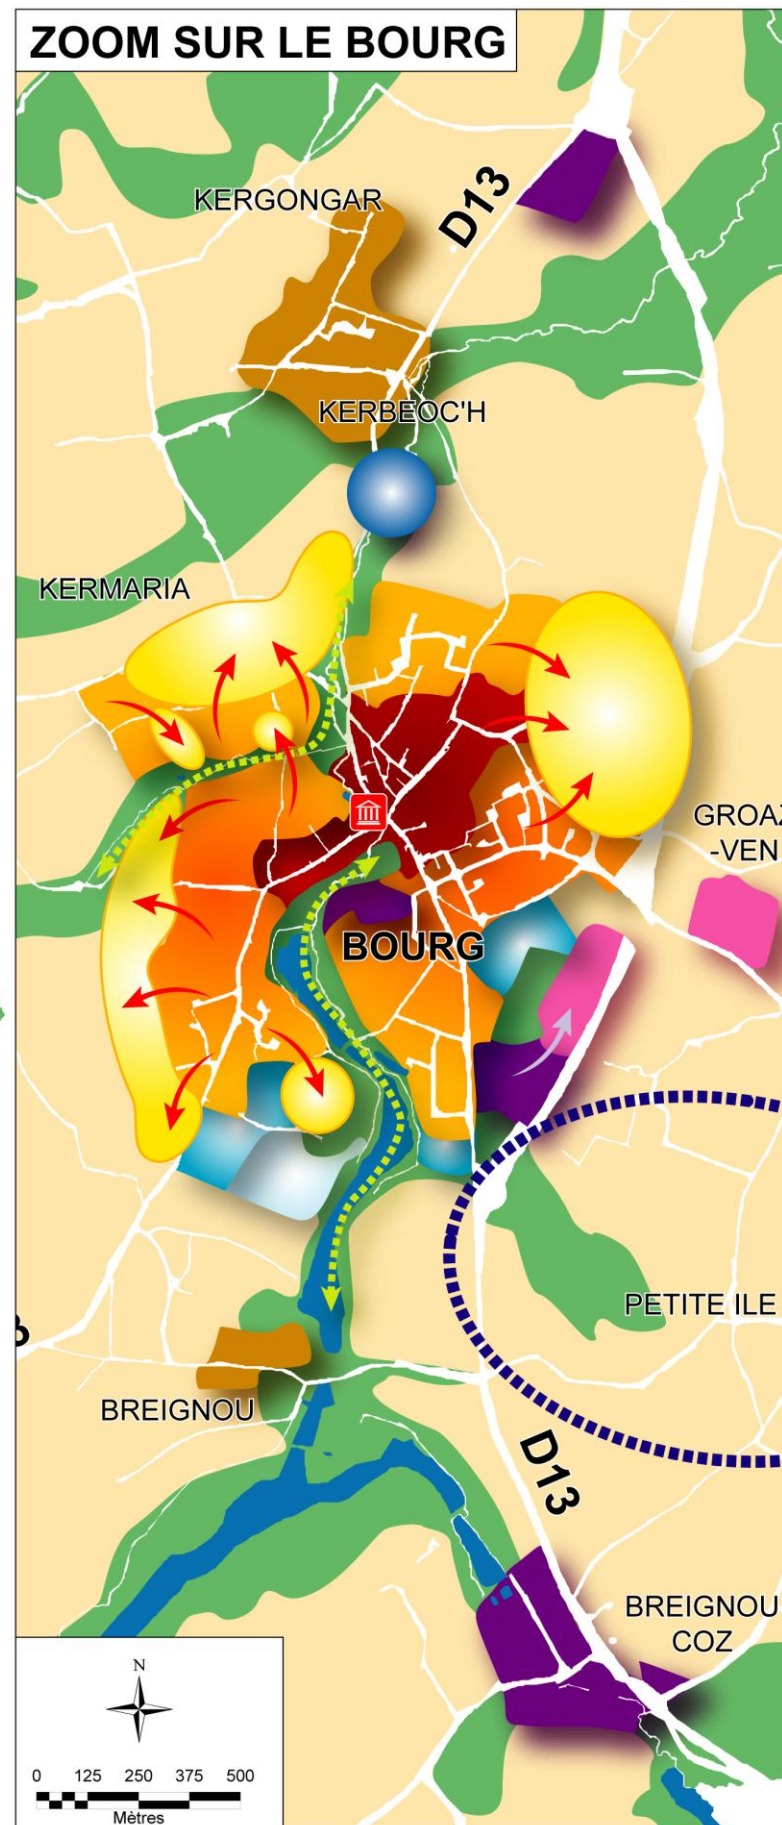 ZOOM SUR LE BOURG
KERGONGAR
D13
KERBEOC'H
KERMARIA
GROAZ
-VEN
BOURG
PETITE ILE
BREIGNOU
D13
BREIGNOU
COZ
N
0 125 250 375 500
Mètres